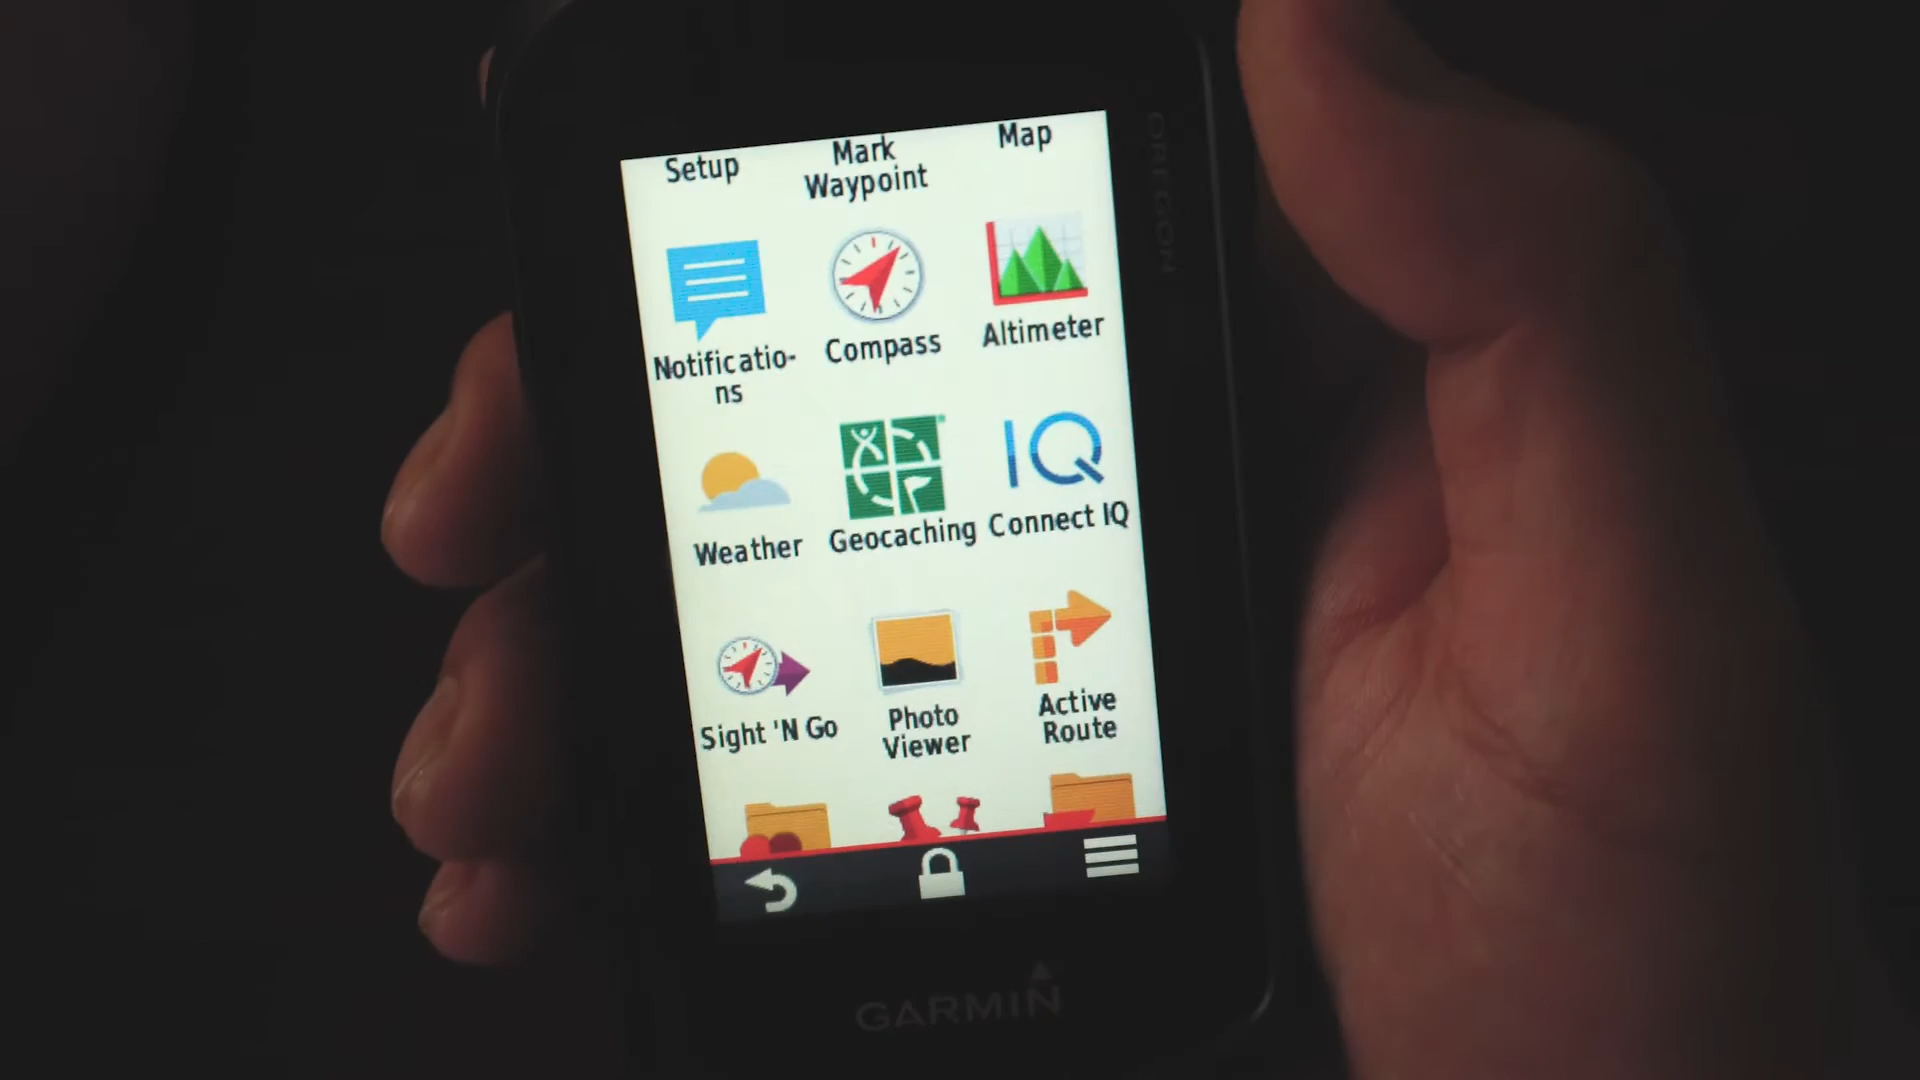 Setup
Mark
Waypoint
Map
Notificatio-
ns
Compass
Altimeter
Weather
Geocaching
IQ
Connect IQ
Sight 'N Go
Photo
Viewer
Active
Route
GARMIN
OREGON